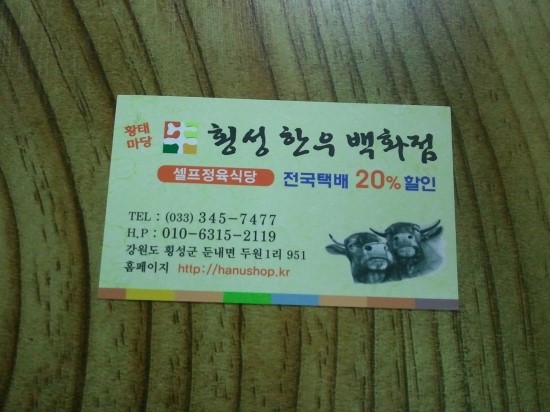 황태
마당
횡성 한우 백화점
셀프정육식당 전국택배 20% 할인
TEL : (033) 345-7477
H,P : 010-6315-2119
강원도 횡성군 둔내면 두원1리 951
홈페이지 http://hanushop.kr